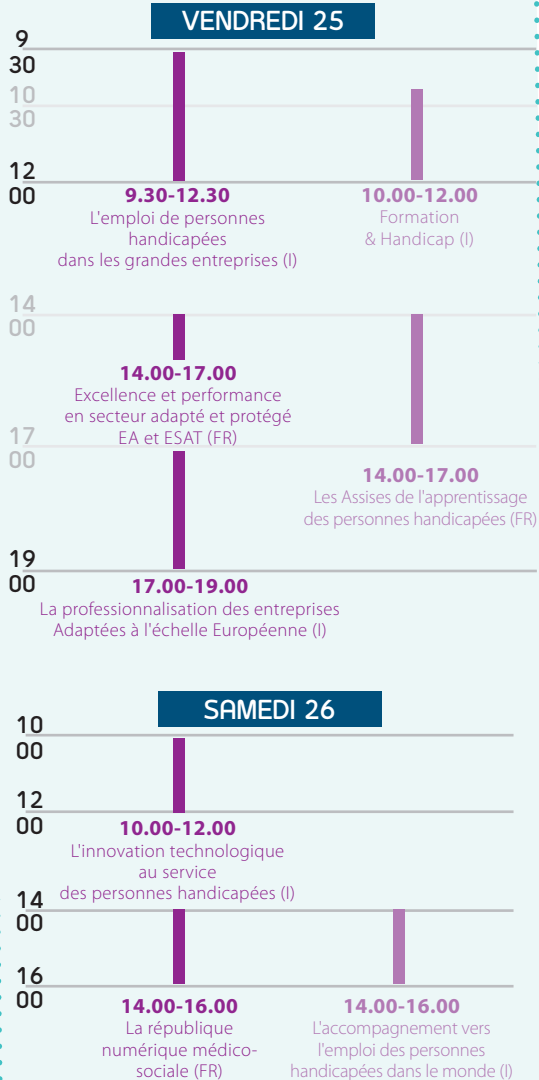 VENDREDI 25
9
30
10
30
12
00
9.30-12.30
L'emploi de personnes
handicapées
dans les grandes entreprises (I)
10.00-12.00
Formation
& Handicap (I)
14
00
14.00-17.00
Excellence et performance
en secteur adapté et protégé
EA et ESAT (FR)
17
00
14.00-17.00
Les Assises de l'apprentissage
des personnes handicapées (FR)
19
00
17.00-19.00
La professionnalisation des entreprises
Adaptées à l'échelle Européenne (I)
SAMEDI 26
10
00
12
00
10.00-12.00
L'innovation technologique
au service
des personnes handicapées (I)
14
00
16
00
14.00-16.00
La république
numérique médico-
sociale (FR)
14.00-16.00
L'accompagnement vers
l'emploi des personnes
handicapées dans le monde (I)